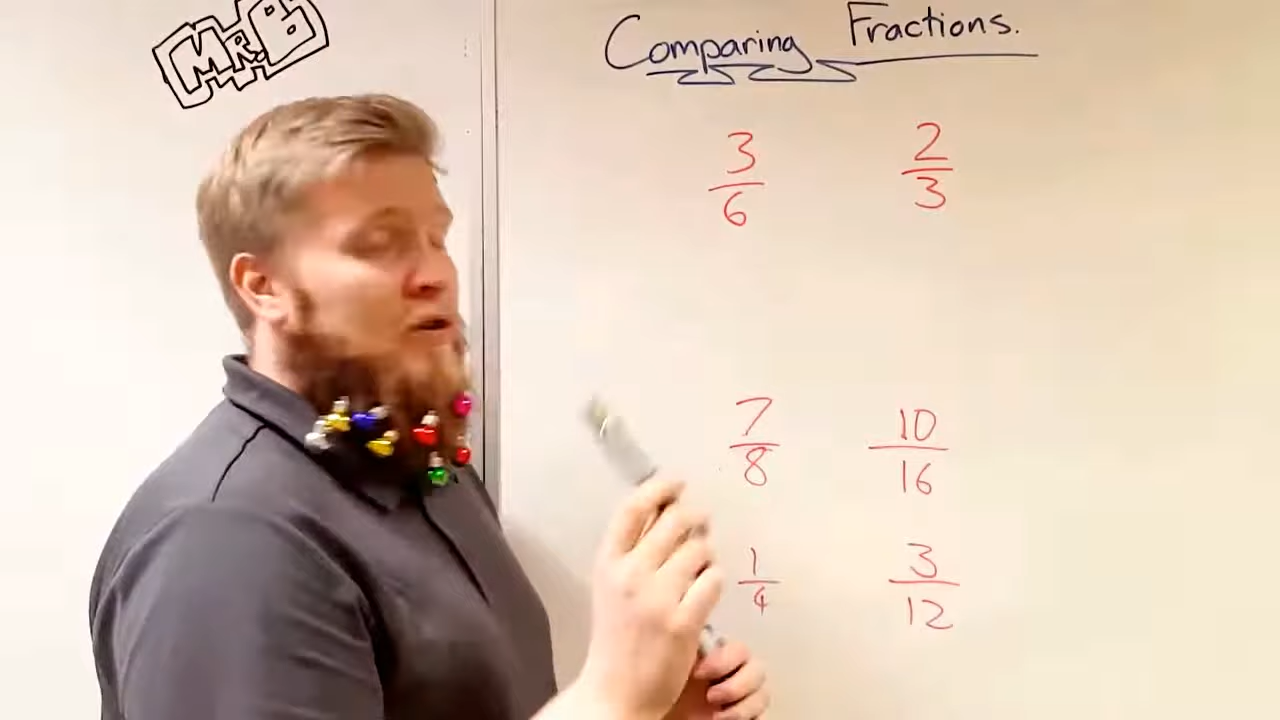 MR.B
Comparing Fractions.
3/6 2/3
7/8 10/16
1/4 3/12